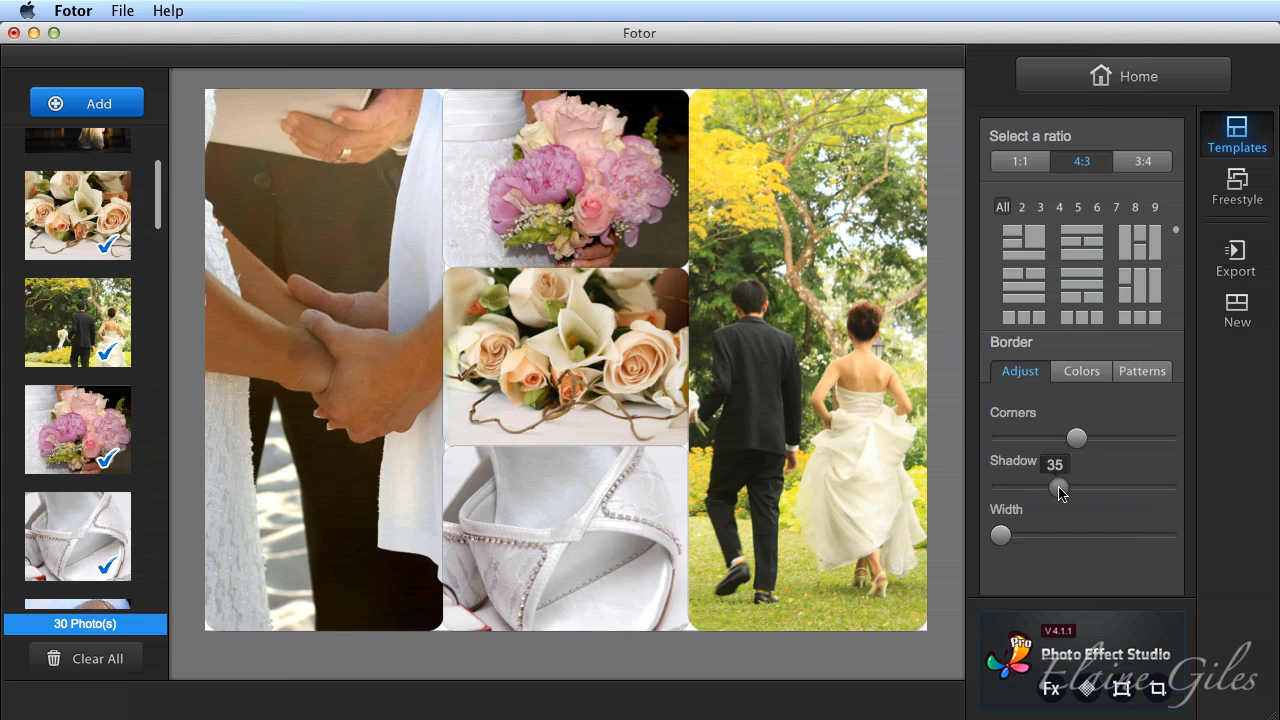 Fotor File Help
Fotor
Add
30 Photo(s)
Clear All
Home
Select a ratio
1:1 4:3 3:4
All 2 3 4 5 6 7 8 9
Border
Adjust Colors Patterns
Corners
Shadow 35
Width
Templates
Freestyle
Export
New
V 4.1.1
Pro
Photo Effect Studio
Fx
Elaine Giles